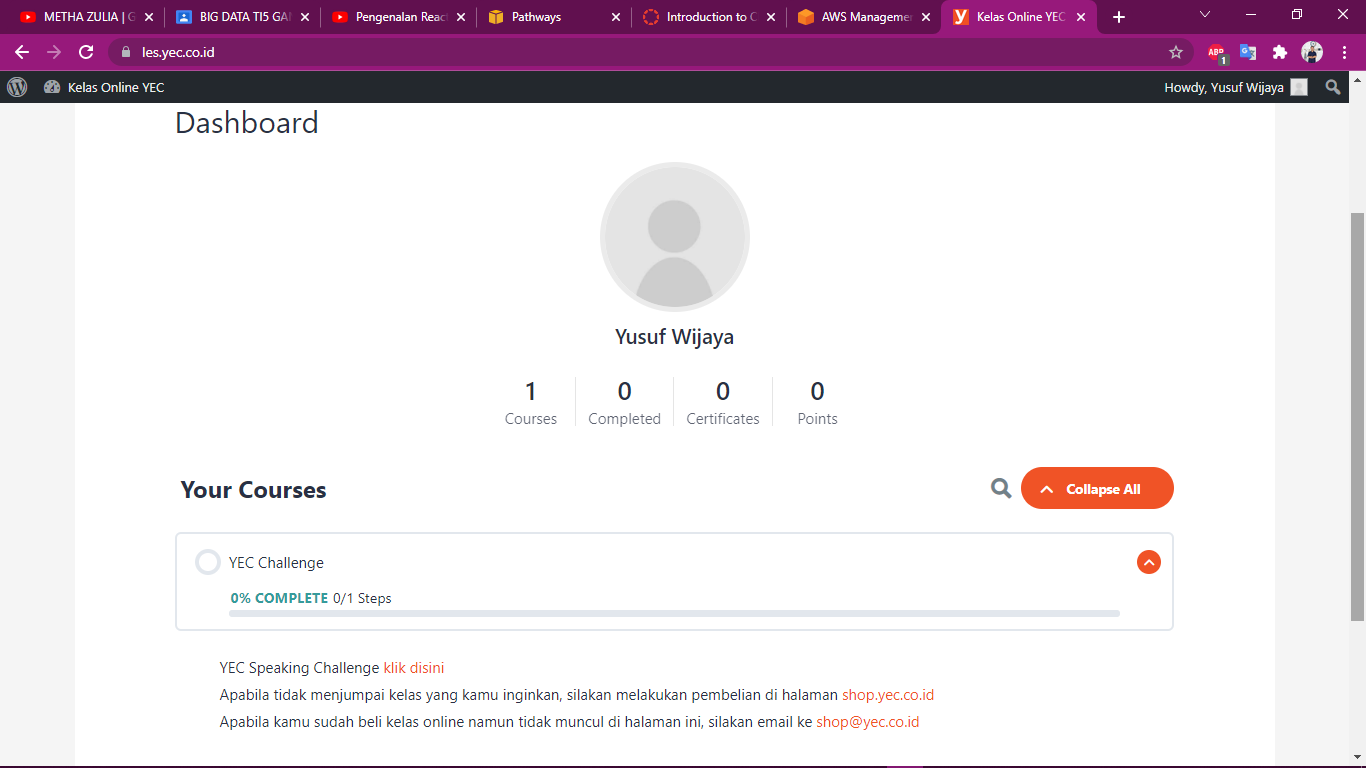 METHA ZULIA | G
BIG DATA TI5 GA
Pengenalan Reac
Pathways
Introduction to C
AWS Manageme
Kelas Online YEC
les.yec.co.id
ABP
1
Kelas Online YEC
Howdy, Yusuf Wijaya
Dashboard
Yusuf Wijaya
1
Courses
0
Completed
0
Certificates
0
Points
Your Courses
Collapse All
YEC Challenge
0% COMPLETE 0/1 Steps
YEC Speaking Challenge klik disini
Apabila tidak menjumpai kelas yang kamu inginkan, silakan melakukan pembelian di halaman shop.yec.co.id
Apabila kamu sudah beli kelas online namun tidak muncul di halaman ini, silakan email ke shop@yec.co.id